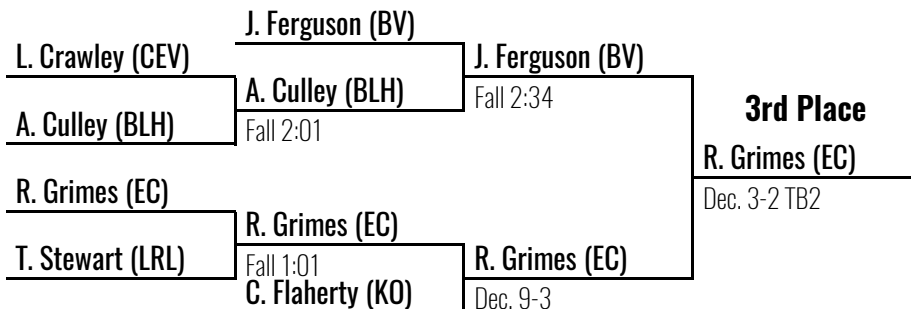 J. Ferguson (BV)
L. Crawley (CEV)
J. Ferguson (BV)
A. Culley (BLH)
Fall 2:34
3rd Place
A. Culley (BLH)
Fall 2:01
R. Grimes (EC)
R. Grimes (EC)
Dec. 3-2 TB2
R. Grimes (EC)
T. Stewart (LRL)
Fall 1:01
R. Grimes (EC)
C. Flaherty (KO)
Dec. 9-3